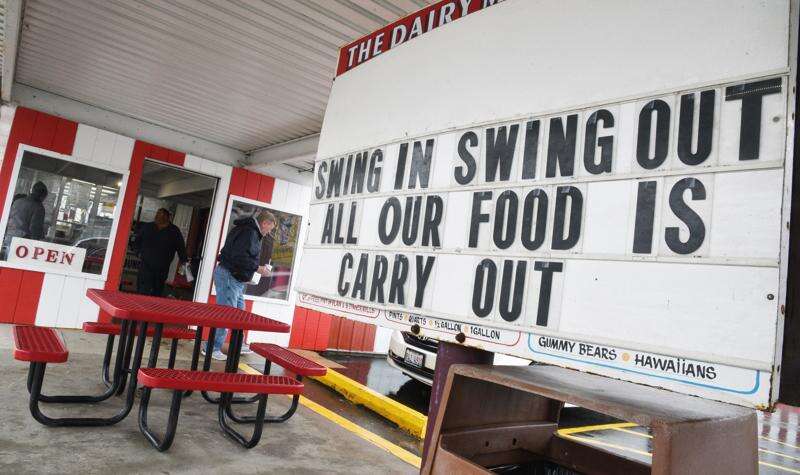 THE DAIRY
SWING IN SWING OUT
ALL OUR FOOD IS
CARRY OUT
OPEN
PINTS QUARTS ½ GALLON 1 GALLON
GUMMY BEARS HAWAIIANS